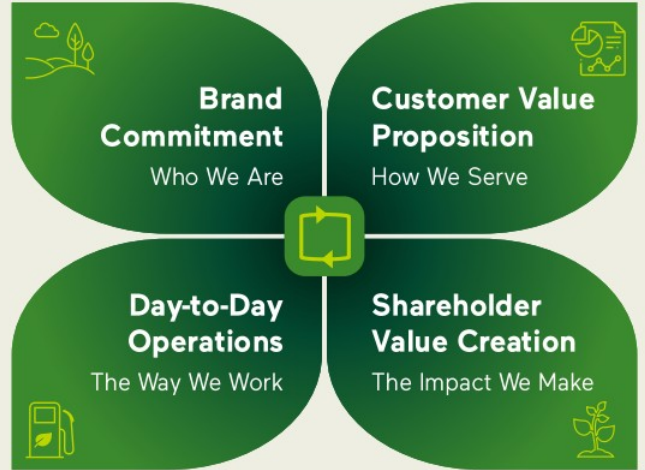 Brand
Commitment
Who We Are
Customer Value
Proposition
How We Serve
Day-to-Day
Operations
The Way We Work
Shareholder
Value Creation
The Impact We Make